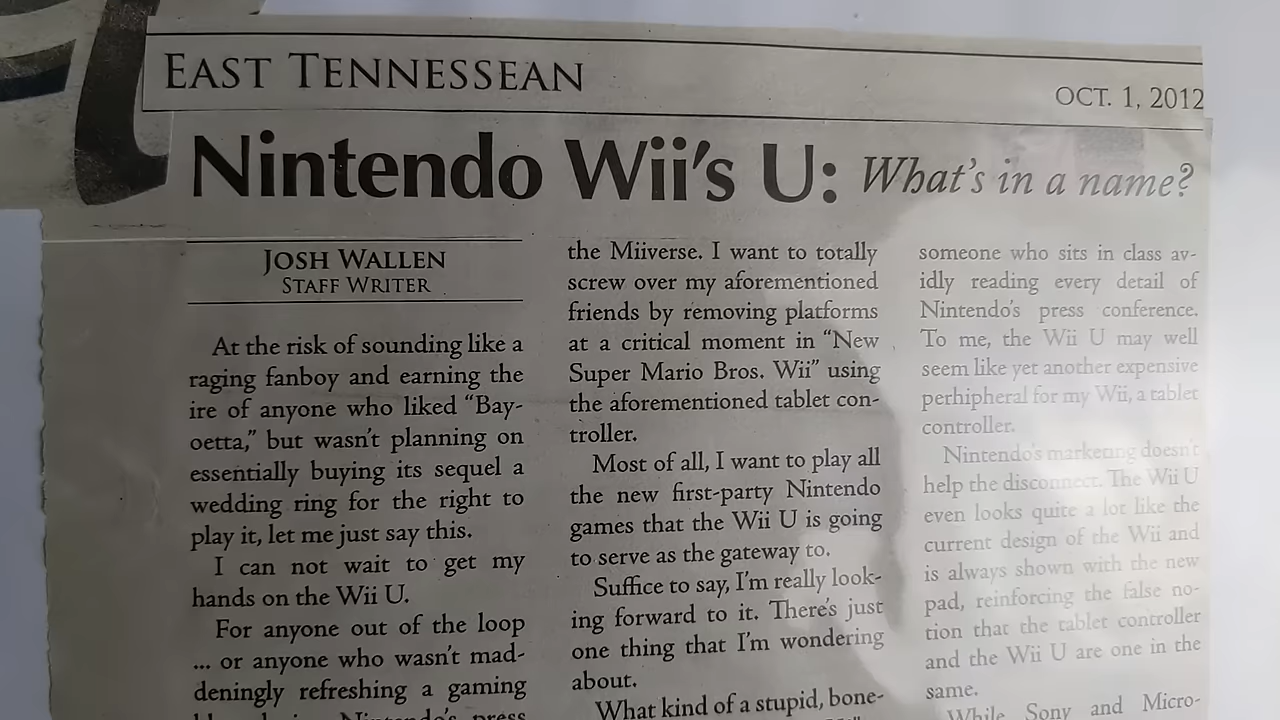 EAST TENNESSEAN
OCT. 1, 2012
Nintendo Wii's U: What's in a name?
JOSH WALLEN
STAFF WRITER
At the risk of sounding like a
raging fanboy and earning the
ire of anyone who liked “Bay-
oetta,” but wasn't planning on
essentially buying its sequel a
wedding ring for the right to
play it, let me just say this.
I can not wait to get my
hands on the Wii U.
For anyone out of the loop
... or anyone who wasn't mad-
deningly refreshing a gaming
Nintendo's press
the Miiverse. I want to totally
screw over my aforementioned
friends by removing platforms
at a critical moment in “New
Super Mario Bros. Wii” using
the aforementioned tablet con-
troller.
Most of all, I want to play all
the new first-party Nintendo
games that the Wii U is going
to serve as the gateway to.
Suffice to say, I'm really look-
ing forward to it. There's just
one thing that I'm wondering
about.
What kind of a stupid, bone-
someone who sits in class av-
idly reading every detail of
Nintendo's press conference.
To me, the Wii U may well
seem like yet another expensive
perhipheral for my Wii, a tablet
controller.
Nintendo's marketing doesn't
help the disconnect. The Wii U
even looks quite a lot like the
current design of the Wii and
is always shown with the new
pad, reinforcing the false no-
tion that the tablet controller
and the Wii U are one in the
same.
While Sony and Micro-